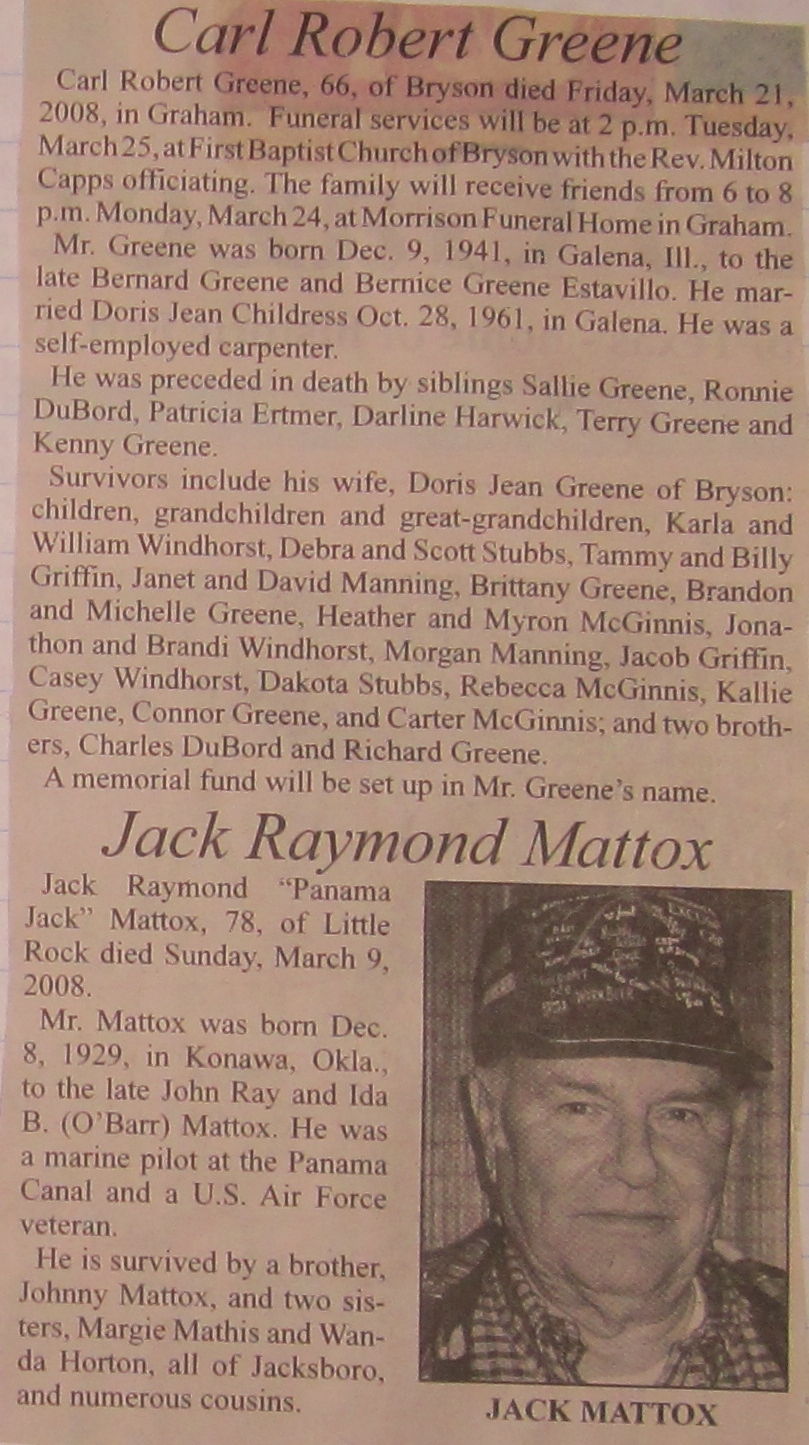 Carl Robert Greene
Carl Robert Greene, 66, of Bryson died Friday, March 21,
2008, in Graham. Funeral services will be at 2 p.m. Tuesday,
March 25, at First Baptist Church of Bryson with the Rev. Milton
Capps officiating. The family will receive friends from 6 to 8
p.m. Monday, March 24, at Morrison Funeral Home in Graham.
Mr. Greene was born Dec. 9, 1941, in Galena, Ill., to the
late Bernard Greene and Bernice Greene Estavillo. He mar-
ried Doris Jean Childress Oct. 28, 1961, in Galena. He was a
self-employed carpenter.
He was preceded in death by siblings Sallie Greene, Ronnie
DuBord, Patricia Ertmer, Darline Harwick, Terry Greene and
Kenny Greene.
Survivors include his wife, Doris Jean Greene of Bryson:
children, grandchildren and great-grandchildren, Karla and
William Windhorst, Debra and Scott Stubbs, Tammy and Billy
Griffin, Janet and David Manning, Brittany Greene, Brandon
and Michelle Greene, Heather and Myron McGinnis, Jona-
thon and Brandi Windhorst, Morgan Manning, Jacob Griffin,
Casey Windhorst, Dakota Stubbs, Rebecca McGinnis, Kallie
Greene, Connor Greene, and Carter McGinnis; and two broth-
ers, Charles DuBord and Richard Greene.
A memorial fund will be set up in Mr. Greene's name.
Jack Raymond Mattox
Jack Raymond "Panama
Jack" Mattox, 78, of Little
Rock died Sunday, March 9,
2008.
Mr. Mattox was born Dec.
8, 1929, in Konawa, Okla.,
to the late John Ray and Ida
B. (O'Barr) Mattox. He was
a marine pilot at the Panama
Canal and a U.S. Air Force
veteran.
He is survived by a brother,
Johnny Mattox, and two sis-
ters, Margie Mathis and Wan-
da Horton, all of Jacksboro,
and numerous cousins.
JACK MATTOX